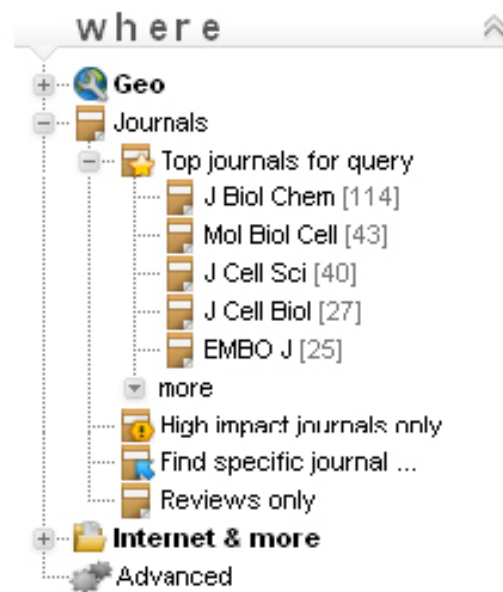 where
Geo
Journals
Top journals for query
J Biol Chem [114]
Mol Biol Cell [43]
J Cell Sci [40]
J Cell Biol [27]
EMBO J [25]
more
High impact journals only
Find specific journal ...
Reviews only
Internet & more
Advanced